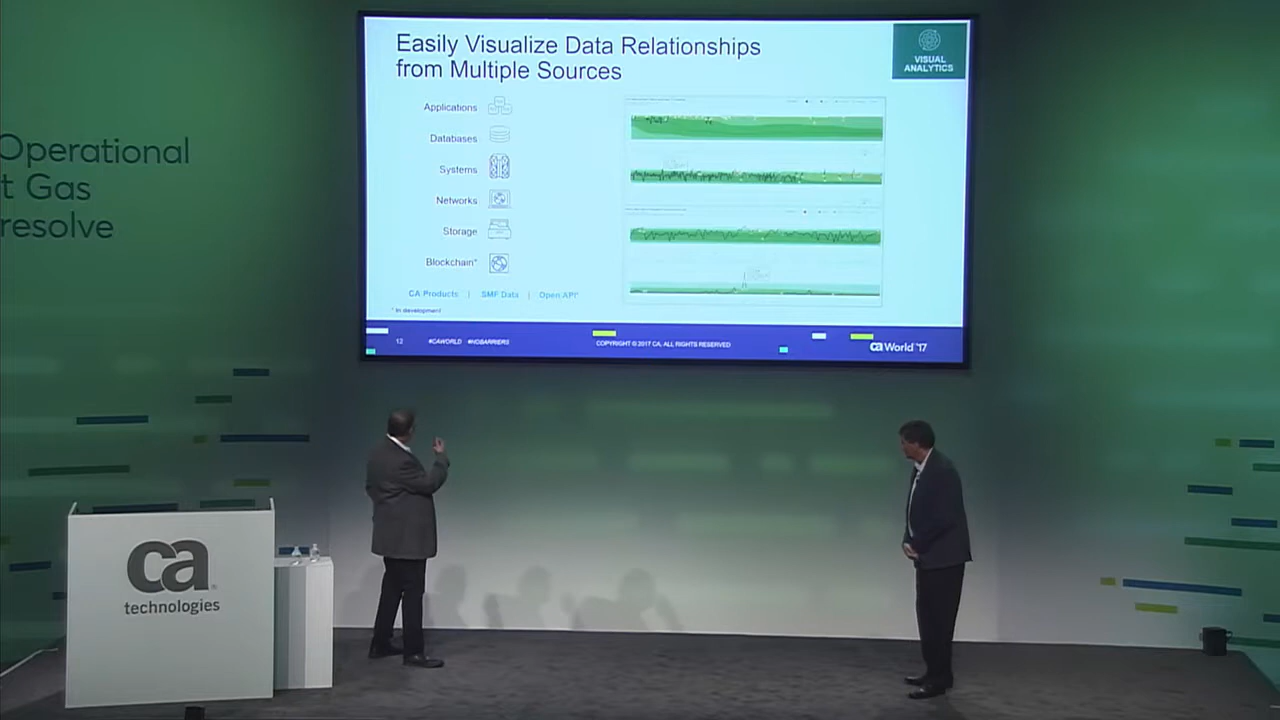 Operational
t Gas
resolve
Easily Visualize Data Relationships
from Multiple Sources
VISUAL
ANALYTICS
Applications
Databases
Systems
Networks
Storage
Blockchain*
CA Products | SMF Data | Open API*
* In development
12 #CAWORLD #NOBARRIERS COPYRIGHT © 2017 CA, ALL RIGHTS RESERVED ca World '17
ca
technologies